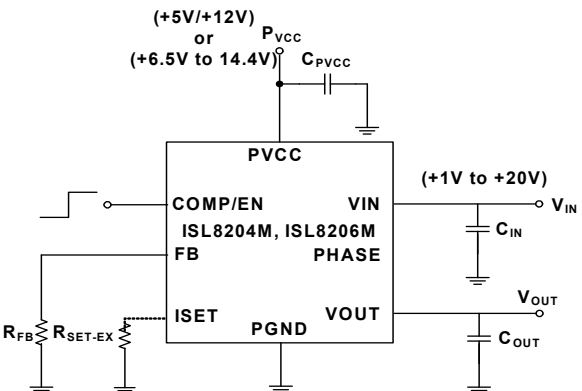 (+5V/+12V)
or
(+6.5V to 14.4V)
PVCC
CPVCC
PVCC
COMP/EN
VIN
(+1V to +20V)
VIN
ISL8204M, ISL8206M
CIN
FB
PHASE
ISET
VOUT
VOUT
RFB
RSET-EX
PGND
COUT